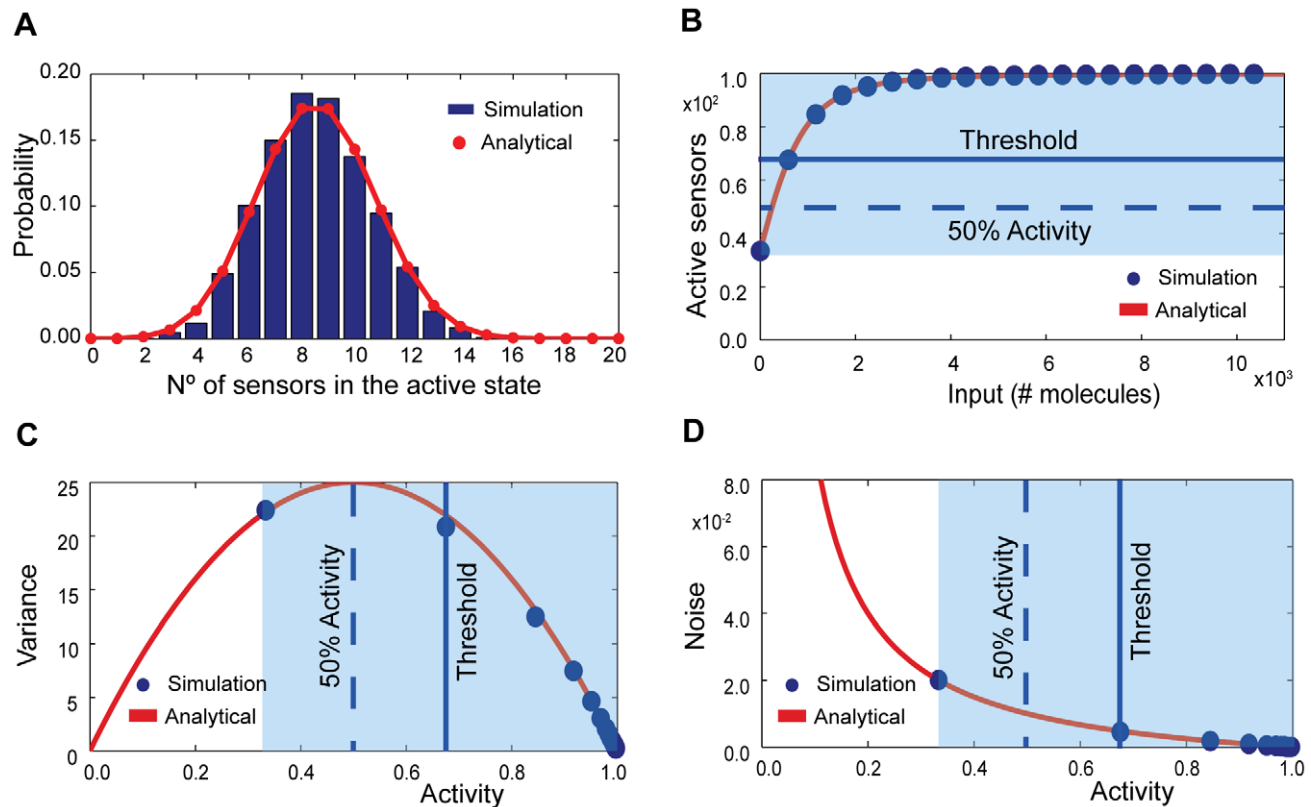 A
0.20
0.15
0.10
0.05
0.00
Probability
Simulation
Analytical
0 2 4 6 8 10 12 14 16 18 20
Nº of sensors in the active state
B
1.0
x10²
0.8
0.6
0.4
0.2
0.0
Active sensors
Threshold
50% Activity
Simulation
Analytical
0 2 4 6 8 10
x10³
Input (# molecules)
C
25
20
15
10
5
0
Variance
50% Activity
Threshold
Simulation
Analytical
0.0 0.2 0.4 0.6 0.8 1.0
Activity
D
8.0
x10⁻²
6.0
4.0
2.0
0.0
Noise
50% Activity
Threshold
Simulation
Analytical
0.0 0.2 0.4 0.6 0.8 1.0
Activity